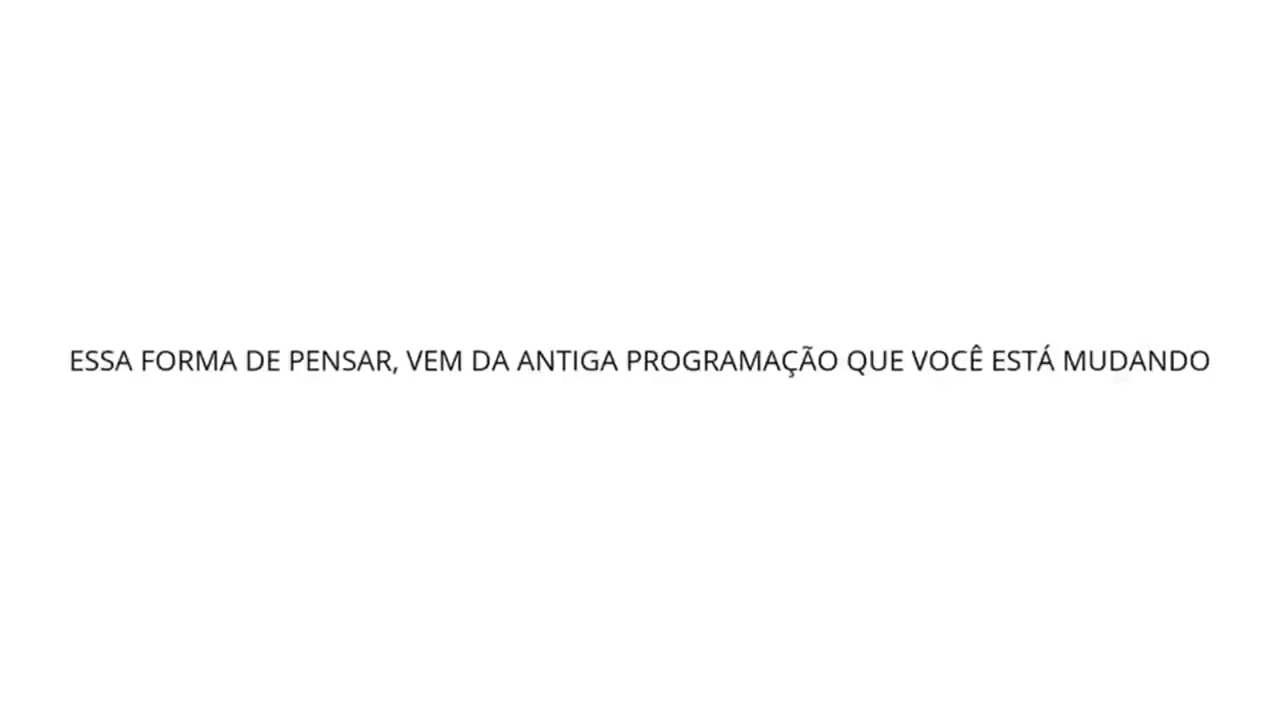 ESSA FORMA DE PENSAR, VEM DA ANTIGA PROGRAMAÇÃO QUE VOCÊ ESTÁ MUDANDO